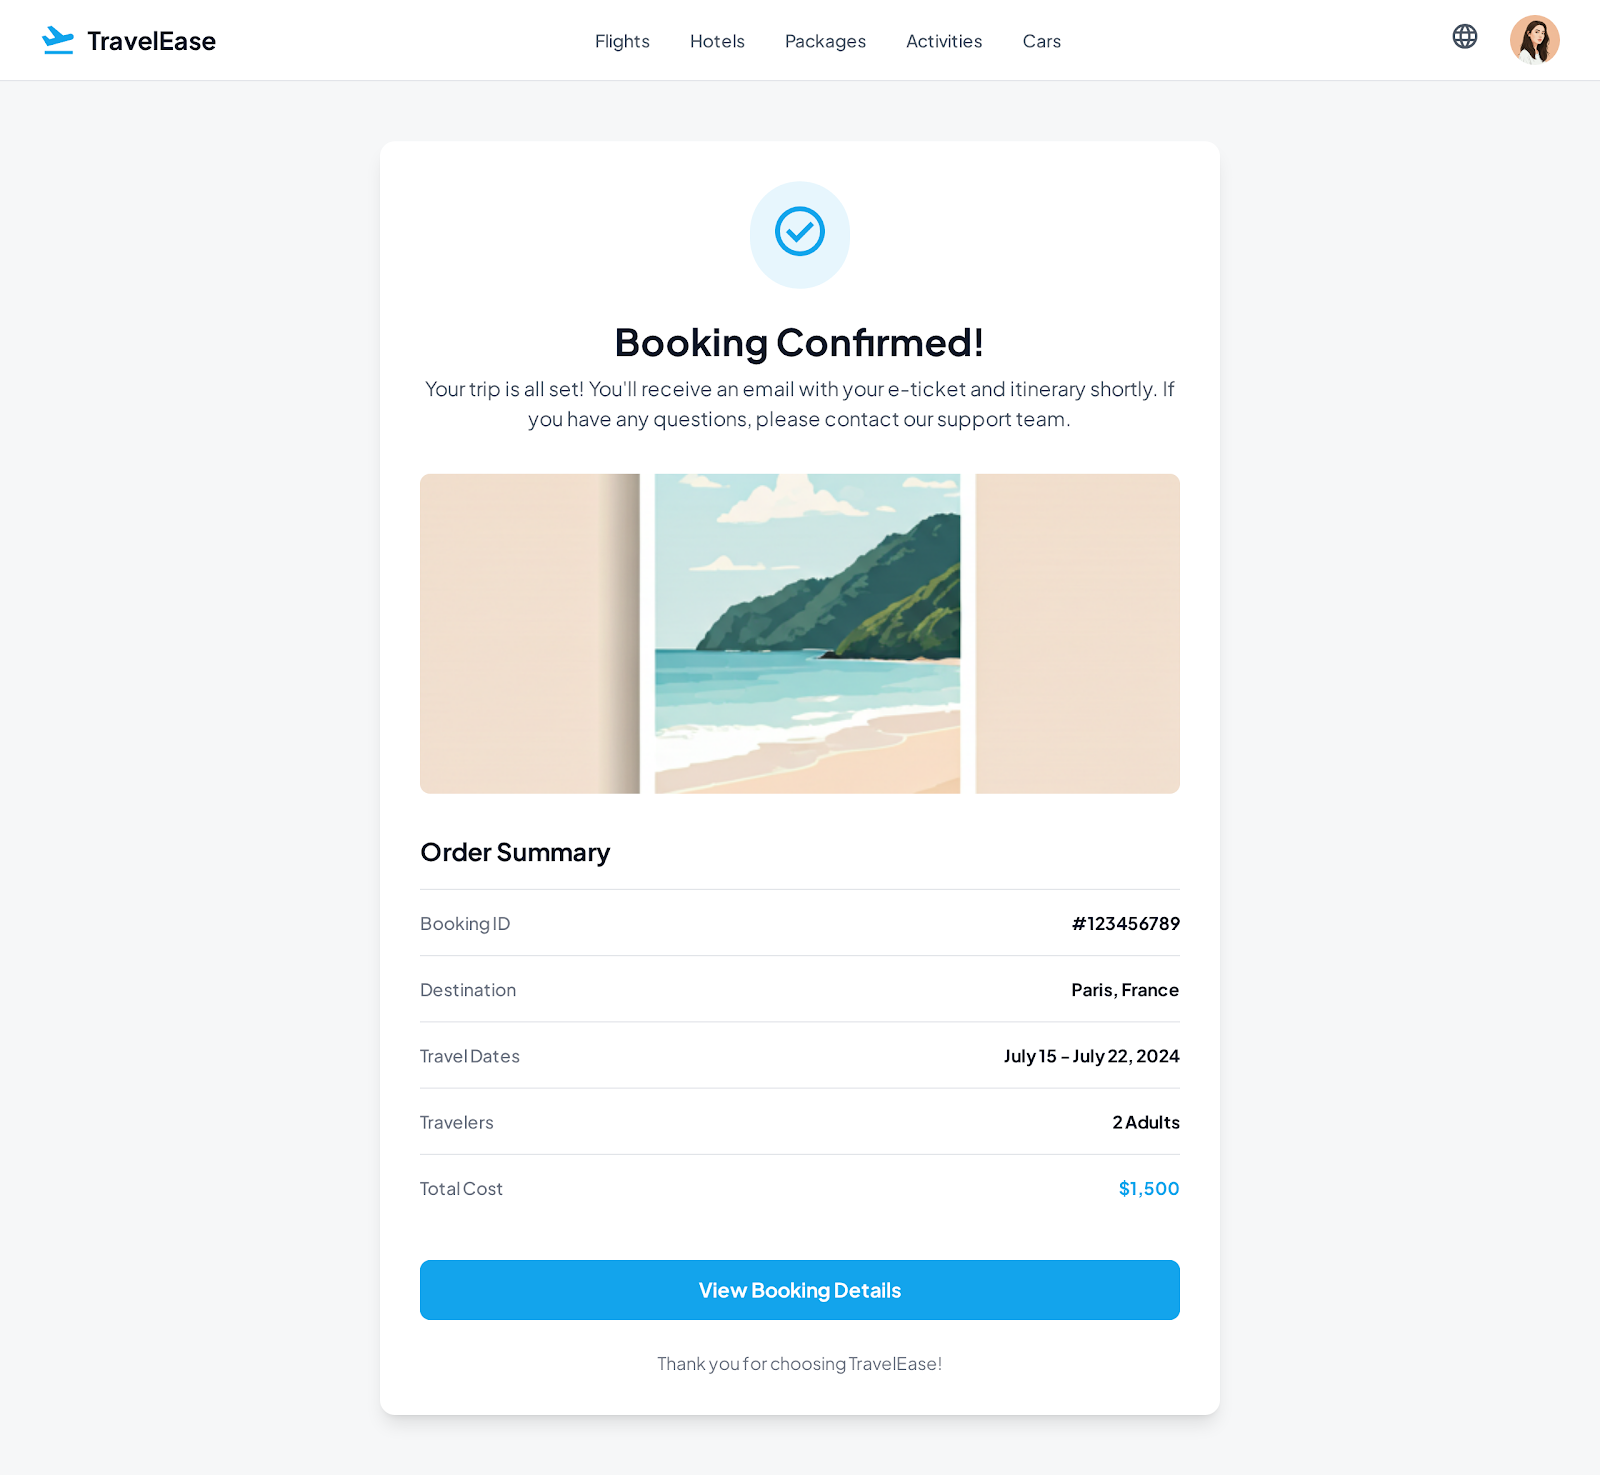 TravelEase
Flights
Hotels
Packages
Activities
Cars
Booking Confirmed!
Your trip is all set! You'll receive an email with your e-ticket and itinerary shortly. If
you have any questions, please contact our support team.
Order Summary
Booking ID
#123456789
Destination
Paris, France
Travel Dates
July 15 - July 22, 2024
Travelers
2 Adults
Total Cost
$1,500
View Booking Details
Thank you for choosing TravelEase!